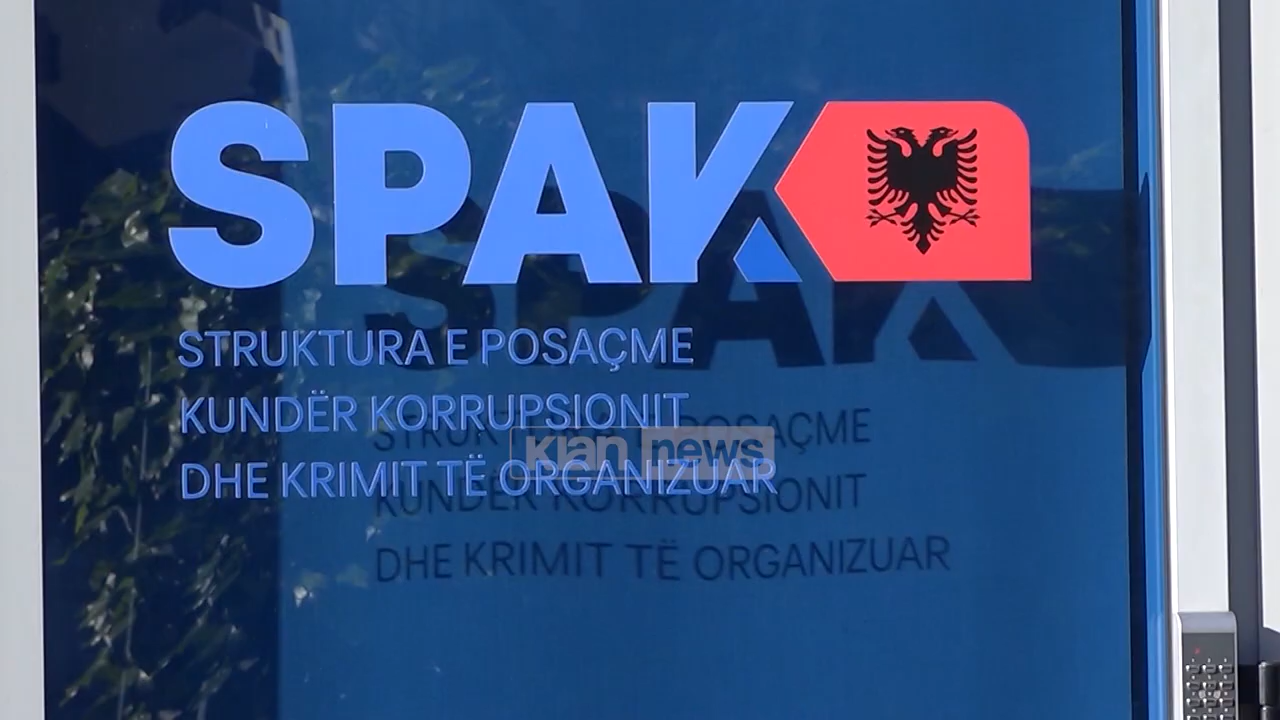 SPAK
STRUKTURA E POSAÇME
KUNDËR KORRUPSIONIT
DHE KRIMIT TË ORGANIZUAR
klan news